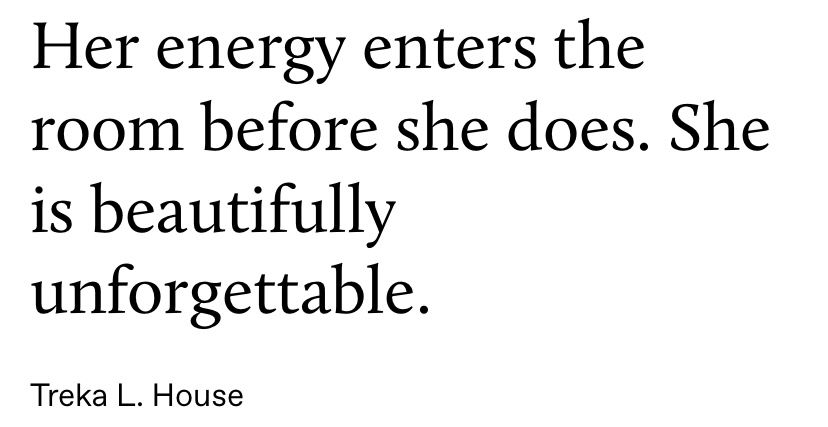 Her energy enters the
room before she does. She
is beautifully
unforgettable.
Treka L. House